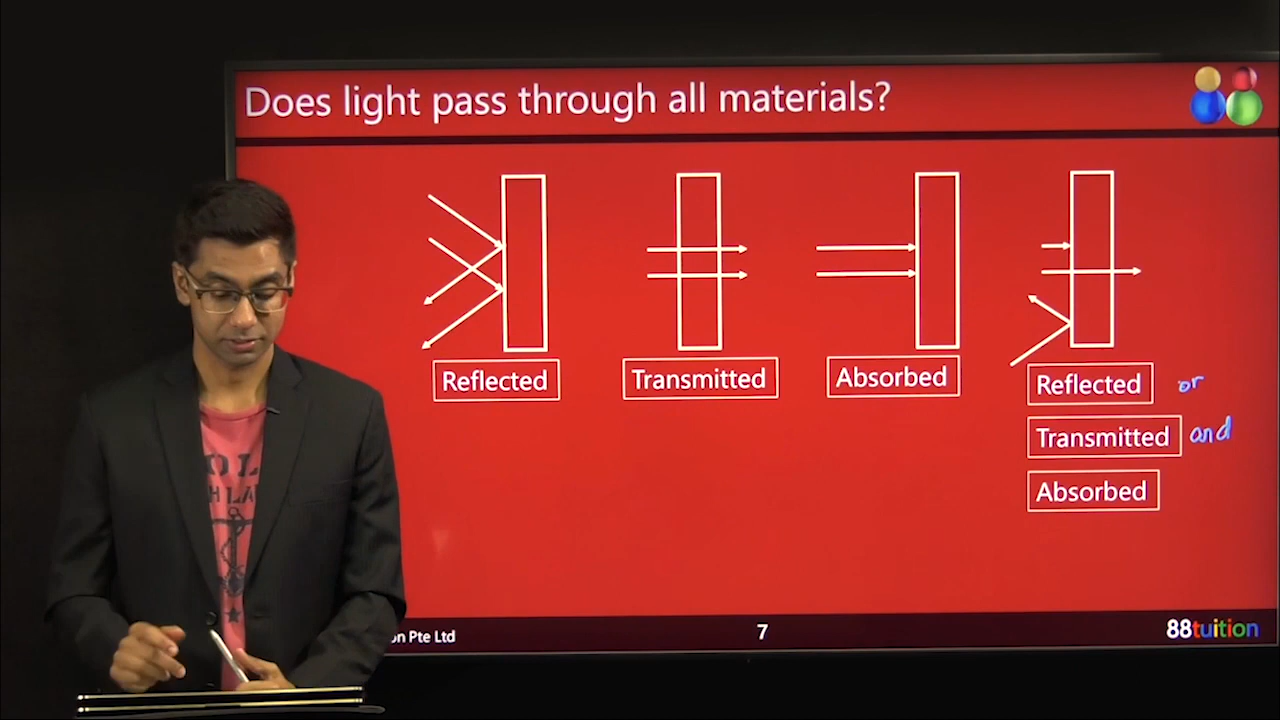 Does light pass through all materials?
Reflected
Transmitted
Absorbed
Reflected or
Transmitted and
Absorbed
on Pte Ltd
7
88tuition